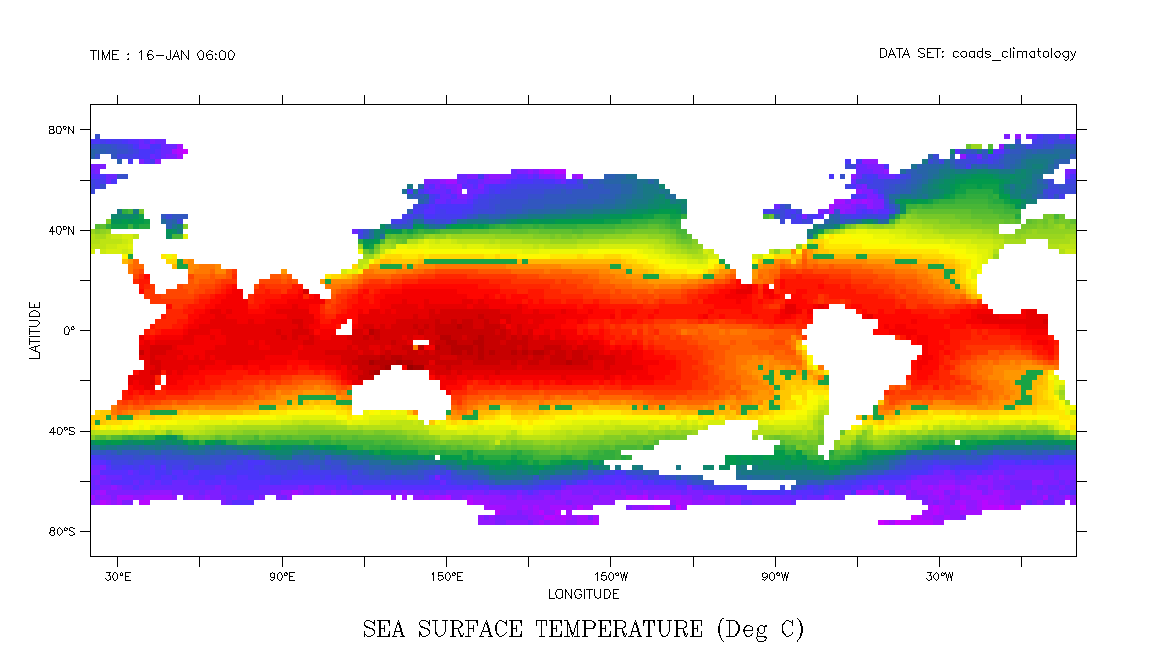 TIME : 16-JAN 06:00
DATA SET: coads_climatology
80°N
40°N
0°
40°S
80°S
LATITUDE
30°E 90°E 150°E 150°W 90°W 30°W
LONGITUDE
SEA SURFACE TEMPERATURE (Deg C)